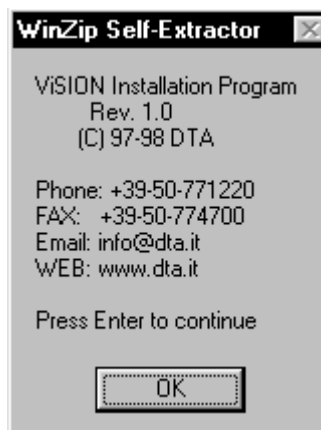 WinZip Self-Extractor
ViSION Installation Program
Rev. 1.0
(C) 97-98 DTA
Phone: +39-50-771220
FAX: +39-50-774700
Email: info@dta.it
WEB: www.dta.it
Press Enter to continue
OK